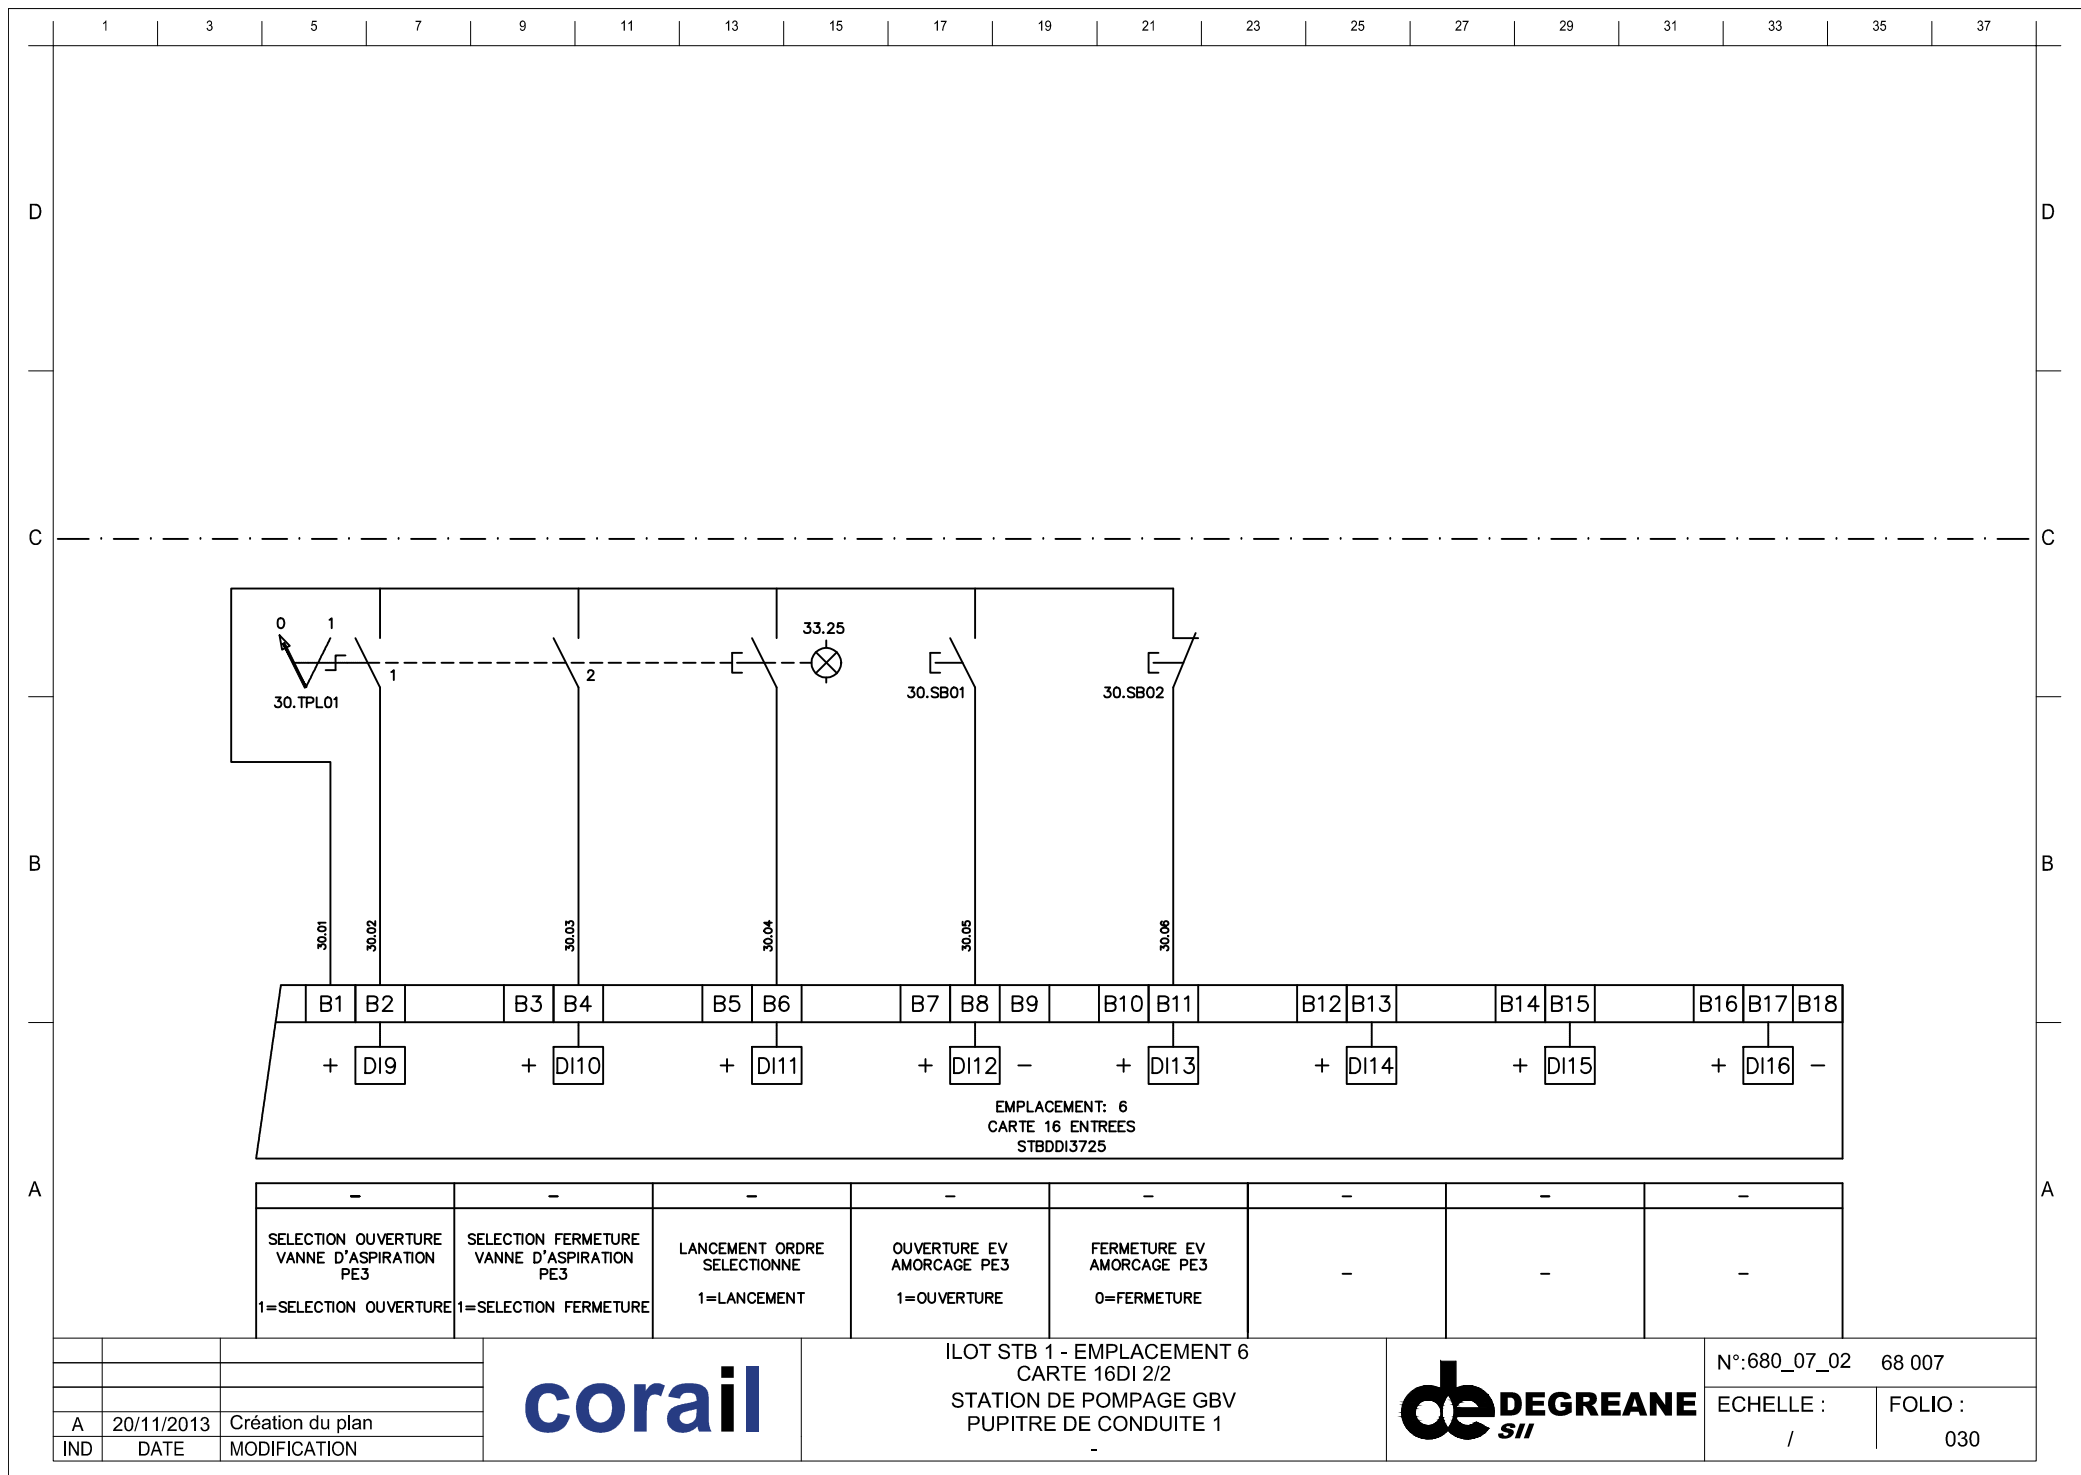 1 3 5 7 9 11 13 15 17 19 21 23 25 27 29 31 33 35 37
D D
C C
0 1 33.25
1 2
30.TPL01 30.SB01 30.SB02
B B
30.01 30.02 30.03 30.04 30.05 30.06
B1 B2 B3 B4 B5 B6 B7 B8 B9 B10 B11 B12 B13 B14 B15 B16 B17 B18
+ DI9 + DI10 + DI11 + DI12 - + DI13 + DI14 + DI15 + DI16 -
EMPLACEMENT: 6
CARTE 16 ENTREES
STBDDI3725
A A
- - - - - - - -
SELECTION OUVERTURE
VANNE D'ASPIRATION
PE3
1=SELECTION OUVERTURE
SELECTION FERMETURE
VANNE D'ASPIRATION
PE3
1=SELECTION FERMETURE
LANCEMENT ORDRE
SELECTIONNE
1=LANCEMENT
OUVERTURE EV
AMORCAGE PE3
1=OUVERTURE
FERMETURE EV
AMORCAGE PE3
0=FERMETURE
- - -
A 20/11/2013 Création du plan
IND DATE MODIFICATION
corail
ILOT STB 1 - EMPLACEMENT 6
CARTE 16DI 2/2
STATION DE POMPAGE GBV
PUPITRE DE CONDUITE 1
-
de DEGREANE
SII
N°:680_07_02 68 007
ECHELLE : FOLIO :
/ 030